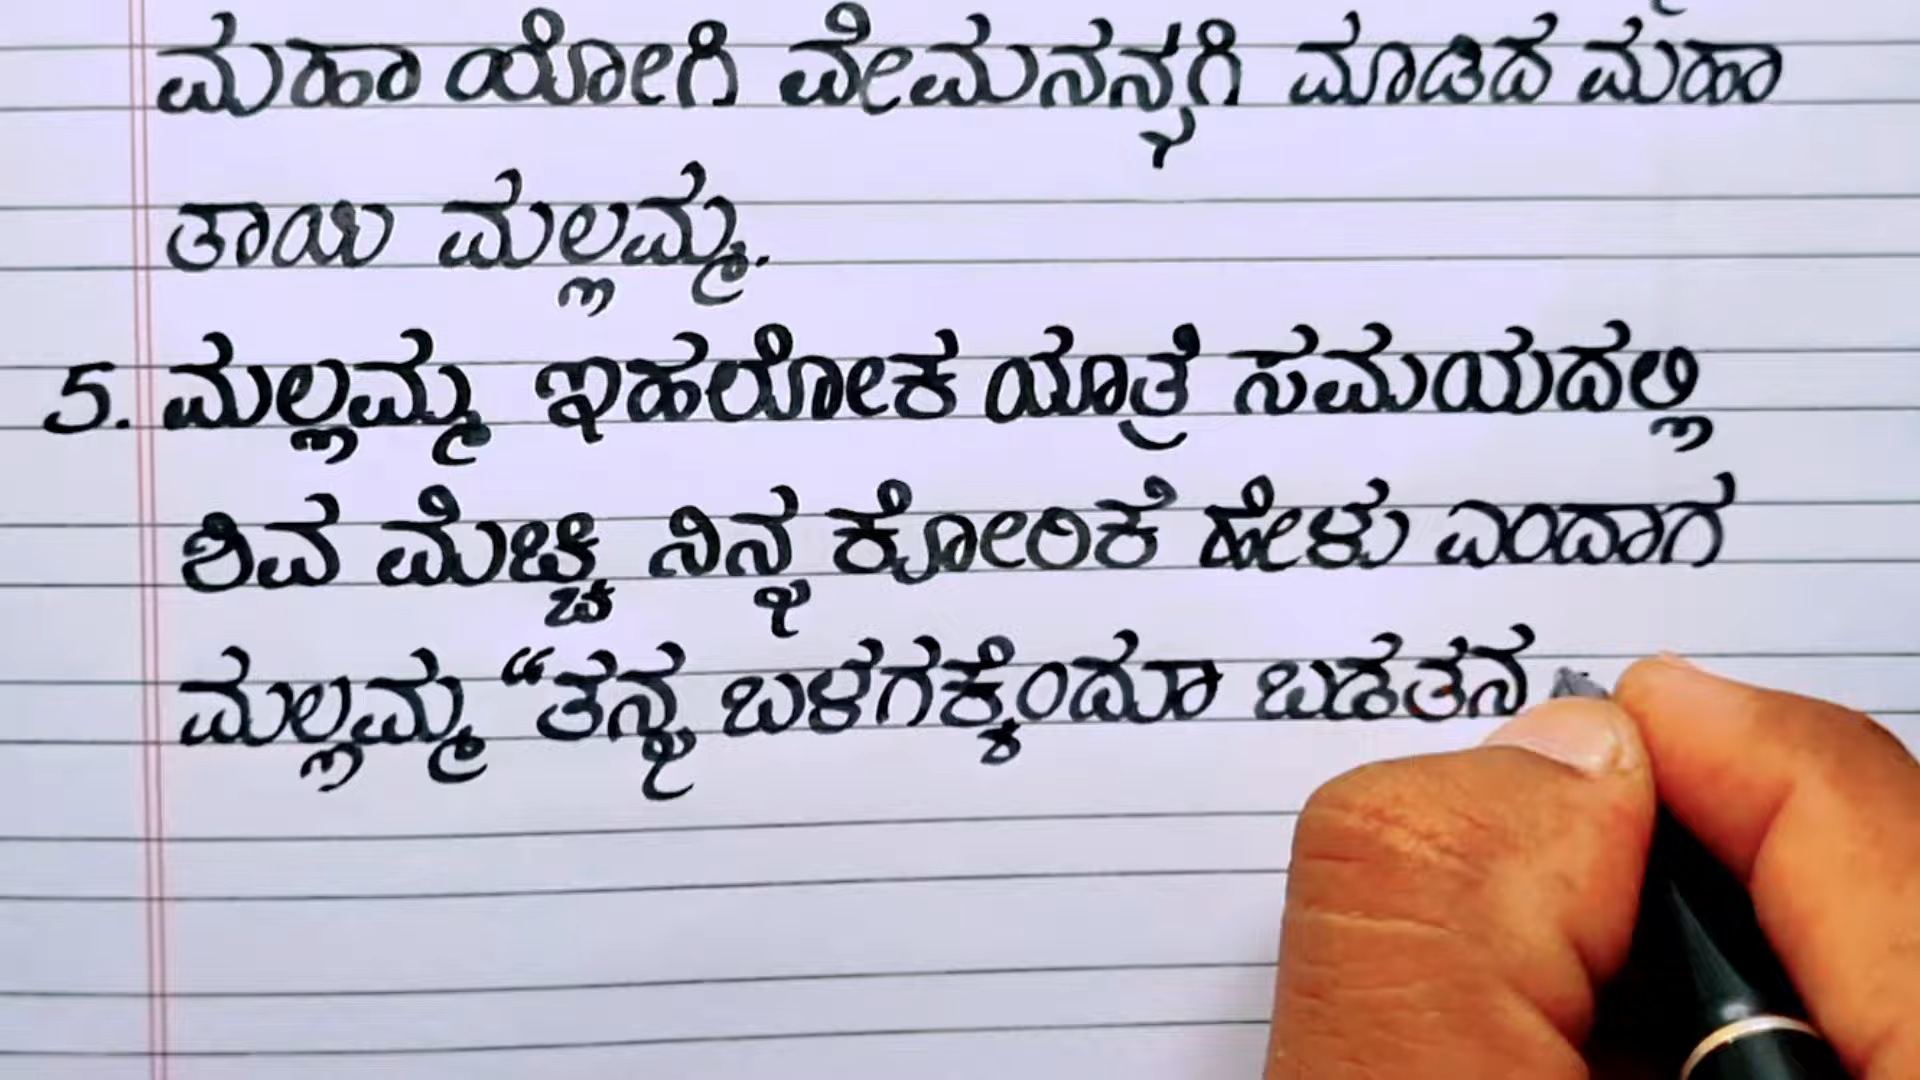 ಮಹಾ ಯೋಗಿ ವೇಮನನ್ನಾಗಿ ಮಾಡಿದ ಮಹಾ
ತಾಯಿ ಮಲ್ಲಮ್ಮ.
5. ಮಲ್ಲಮ್ಮ ಇಹಲೋಕ ಯಾತ್ರೆ ಸಮಯದಲ್ಲಿ
ಶಿವ ಮೆಚ್ಚಿ ನಿನ್ನ ಕೋರಿಕೆ ಹೇಳು ಎಂದಾಗ
ಮಲ್ಲಮ್ಮ “ತನ್ನ ಬಳಗಕ್ಕೆಂದೂ ಬಡತನ